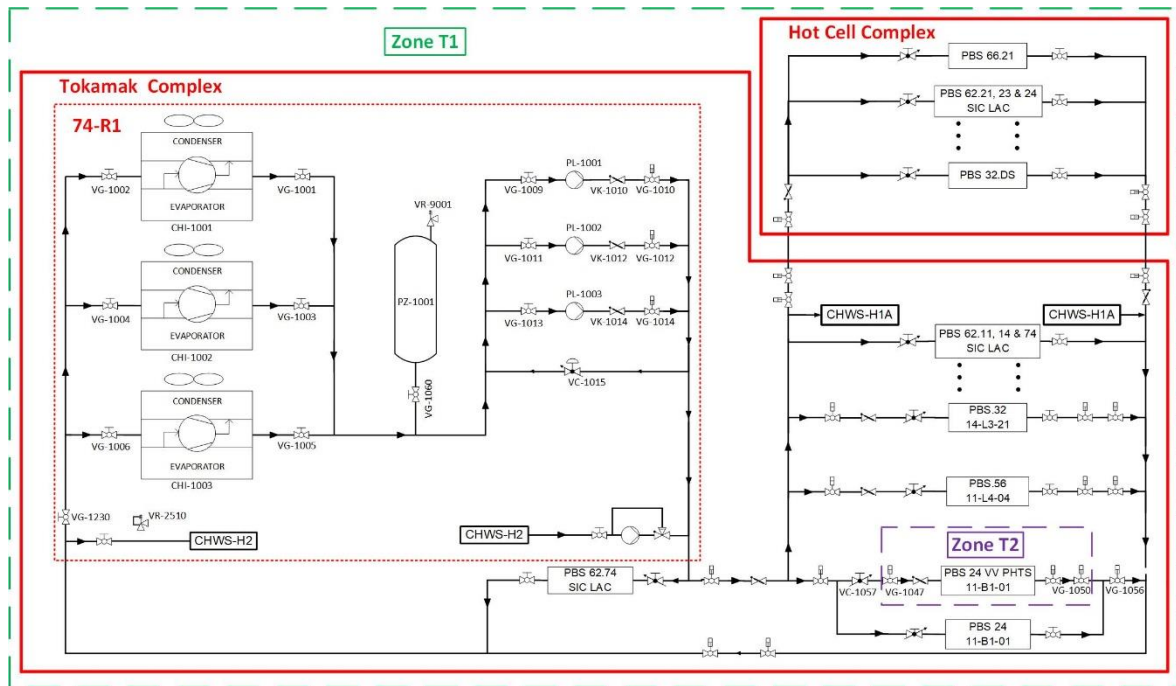 Zone T1
Hot Cell Complex
PBS 66.21
PBS 62.21, 23 & 24
SIC LAC
PBS 32.DS
Tokamak Complex
74-R1
CONDENSER
VG-1002
VG-1001
EVAPORATOR
CHI-1001
CONDENSER
VG-1004
VG-1003
EVAPORATOR
CHI-1002
CONDENSER
VG-1006
VG-1005
EVAPORATOR
CHI-1003
VR-9001
PZ-1001
VG-1060
PL-1001
VG-1009
VK-1010
VG-1010
PL-1002
VG-1011
VK-1012
VG-1012
PL-1003
VG-1013
VK-1014
VG-1014
VC-1015
VG-1230
VR-2510
CHWS-H2
CHWS-H2
CHWS-H1A
CHWS-H1A
PBS 62.11, 14 & 74
SIC LAC
PBS.32
14-L3-21
PBS.56
11-L4-04
Zone T2
PBS 62.74
SIC LAC
VC-1057
VG-1047
PBS 24 VV PHTS
11-B1-01
VG-1050
VG-1056
PBS 24
11-B1-01